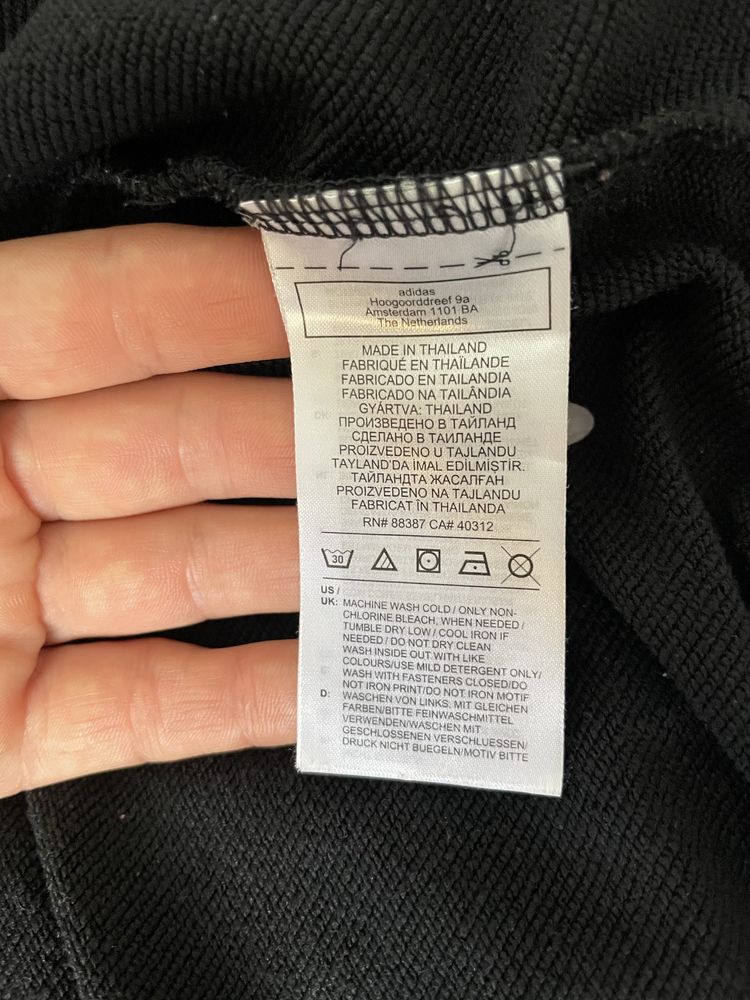 adidas
Hoogoorddreef 9a
Amsterdam 1101 BA
The Netherlands
MADE IN THAILAND
FABRIQUÉ EN THAÏLANDE
FABRICADO EN TAILANDIA
FABRICADO NA TAILÂNDIA
GYÁRTVA: THAILAND
ПРОИЗВЕДЕНО В ТАЙЛАНД
СДЕЛАНО В ТАИЛАНДЕ
PROIZVEDENO U TAJLANDU
TAYLAND'DA İMAL EDİLMİŞTİR.
ТАЙЛАНДТА ЖАСАЛҒАН
PROIZVEDENO NA TAJLANDU
FABRICAT ÎN THAILANDA
RN# 88387 CA# 40312
30
US /
UK: MACHINE WASH COLD / ONLY NON-
CHLORINE BLEACH, WHEN NEEDED /
TUMBLE DRY LOW / COOL IRON IF
NEEDED / DO NOT DRY CLEAN
WASH INSIDE OUT WITH LIKE
COLOURS/USE MILD DETERGENT ONLY/
WASH WITH FASTENERS CLOSED/DO
NOT IRON PRINT/DO NOT IRON MOTIF
D: WASCHEN VON LINKS, MIT GLEICHEN
FARBEN/BITTE FEINWASCHMITTEL
VERWENDEN/WASCHEN MIT
GESCHLOSSENEN VERSCHLUESSEN/
DRUCK NICHT BUEGELN/MOTIV BITTE